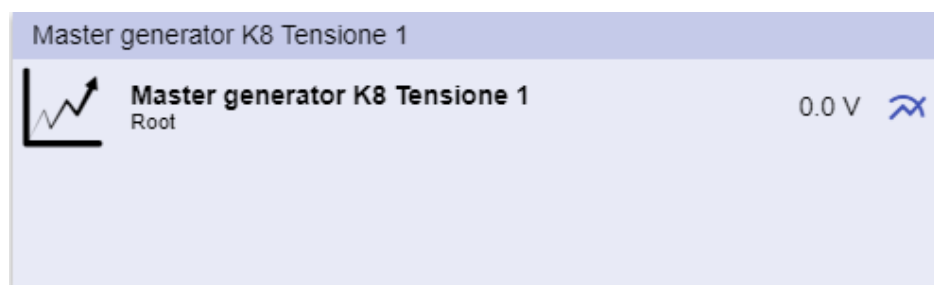 Master generator K8 Tensione 1
Master generator K8 Tensione 1
0.0 V
Root